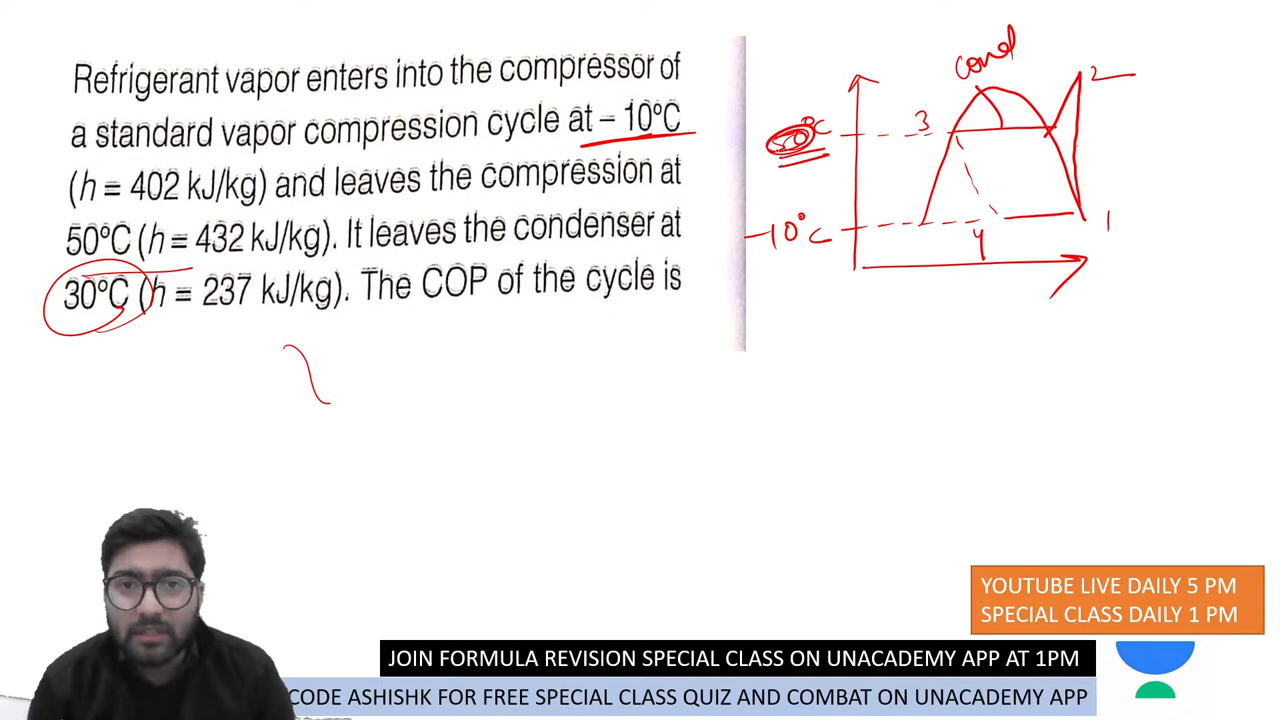 Refrigerant vapor enters into the compressor of
a standard vapor compression cycle at – 10°C
(h = 402 kJ/kg) and leaves the compression at
50°C (h = 432 kJ/kg). It leaves the condenser at
30°C (h = 237 kJ/kg). The COP of the cycle is
cond
2
3
50°C
-10°C
4
1
YOUTUBE LIVE DAILY 5 PM
SPECIAL CLASS DAILY 1 PM
JOIN FORMULA REVISION SPECIAL CLASS ON UNACADEMY APP AT 1PM
CODE ASHISHK FOR FREE SPECIAL CLASS QUIZ AND COMBAT ON UNACADEMY APP